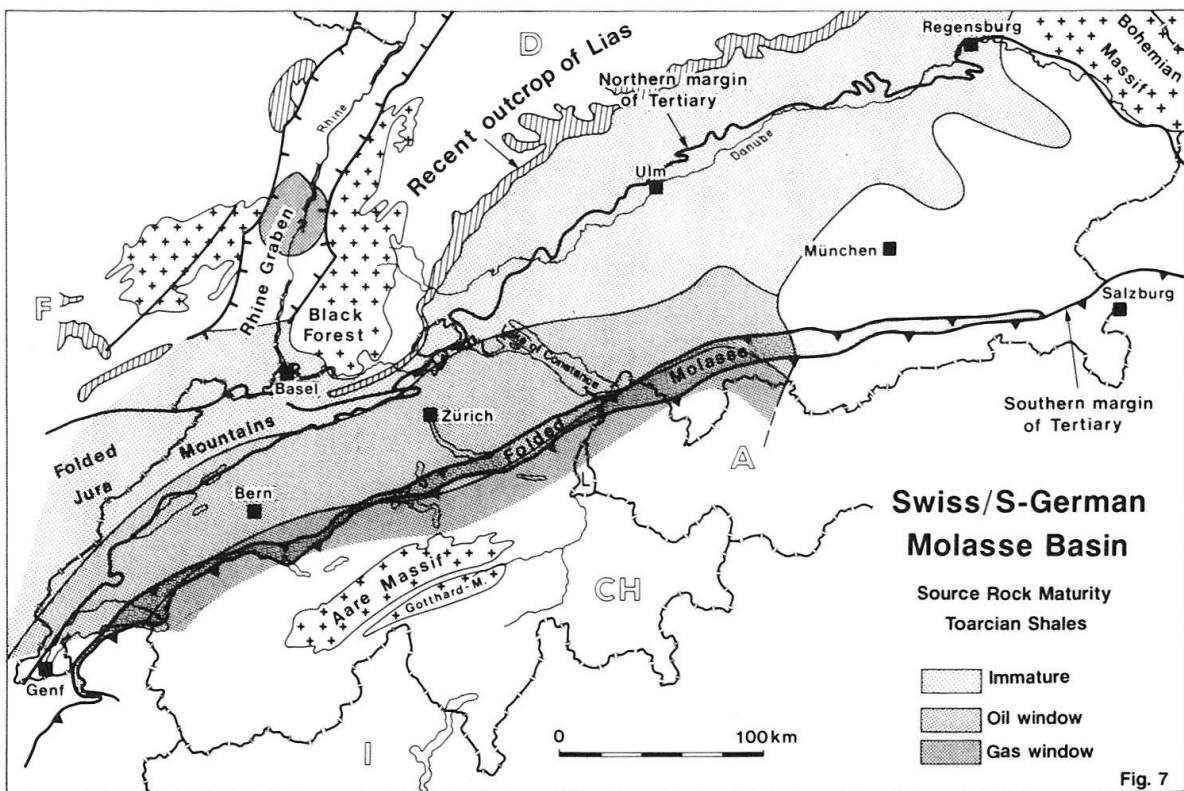 D
Regensburg
Bohemian
Massif
Recent outcrop of Lias
Northern margin
of Tertiary
Rhine
Danube
Ulm
München
Rhine Graben
Black
Forest
F
Salzburg
Basel
Lake of Constance
Molasse
Folded
Zürich
Mountains
Folded
Jura
Southern margin
of Tertiary
A
L
Bern
Aare Massif
Gotthard-M.
CH
Genf
I
0 100km
Swiss/S-German
Molasse Basin
Source Rock Maturity
Toarcian Shales
Immature
Oil window
Gas window
Fig. 7